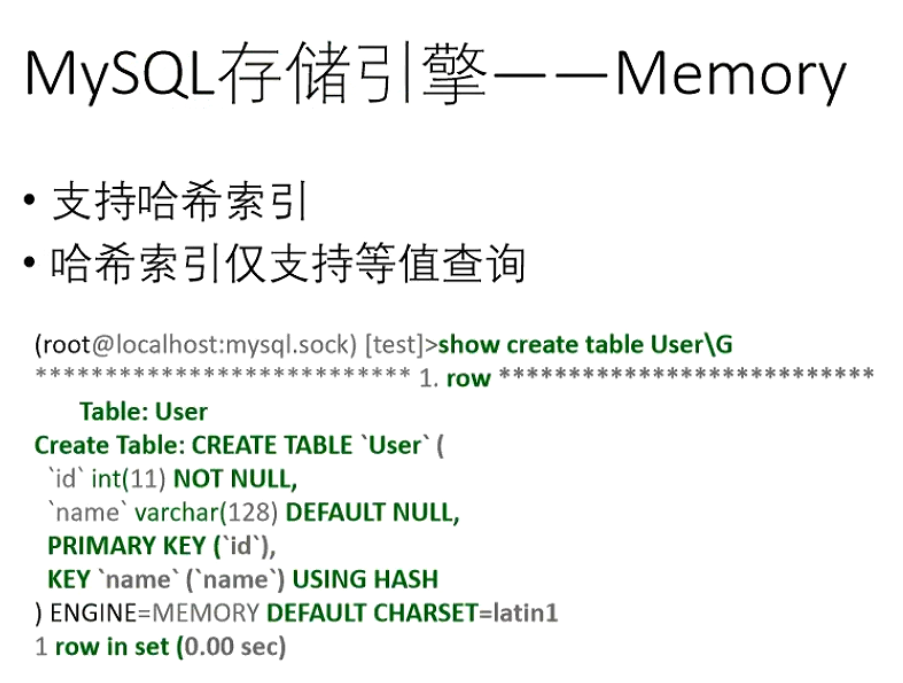 MySQL存储引擎——Memory
• 支持哈希索引
• 哈希索引仅支持等值查询
(root@localhost:mysql.sock) [test]>show create table User\G
*************************** 1. row ***************************
Table: User
Create Table: CREATE TABLE `User` (
`id` int(11) NOT NULL,
`name` varchar(128) DEFAULT NULL,
PRIMARY KEY (`id`),
KEY `name` (`name`) USING HASH
) ENGINE=MEMORY DEFAULT CHARSET=latin1
1 row in set (0.00 sec)